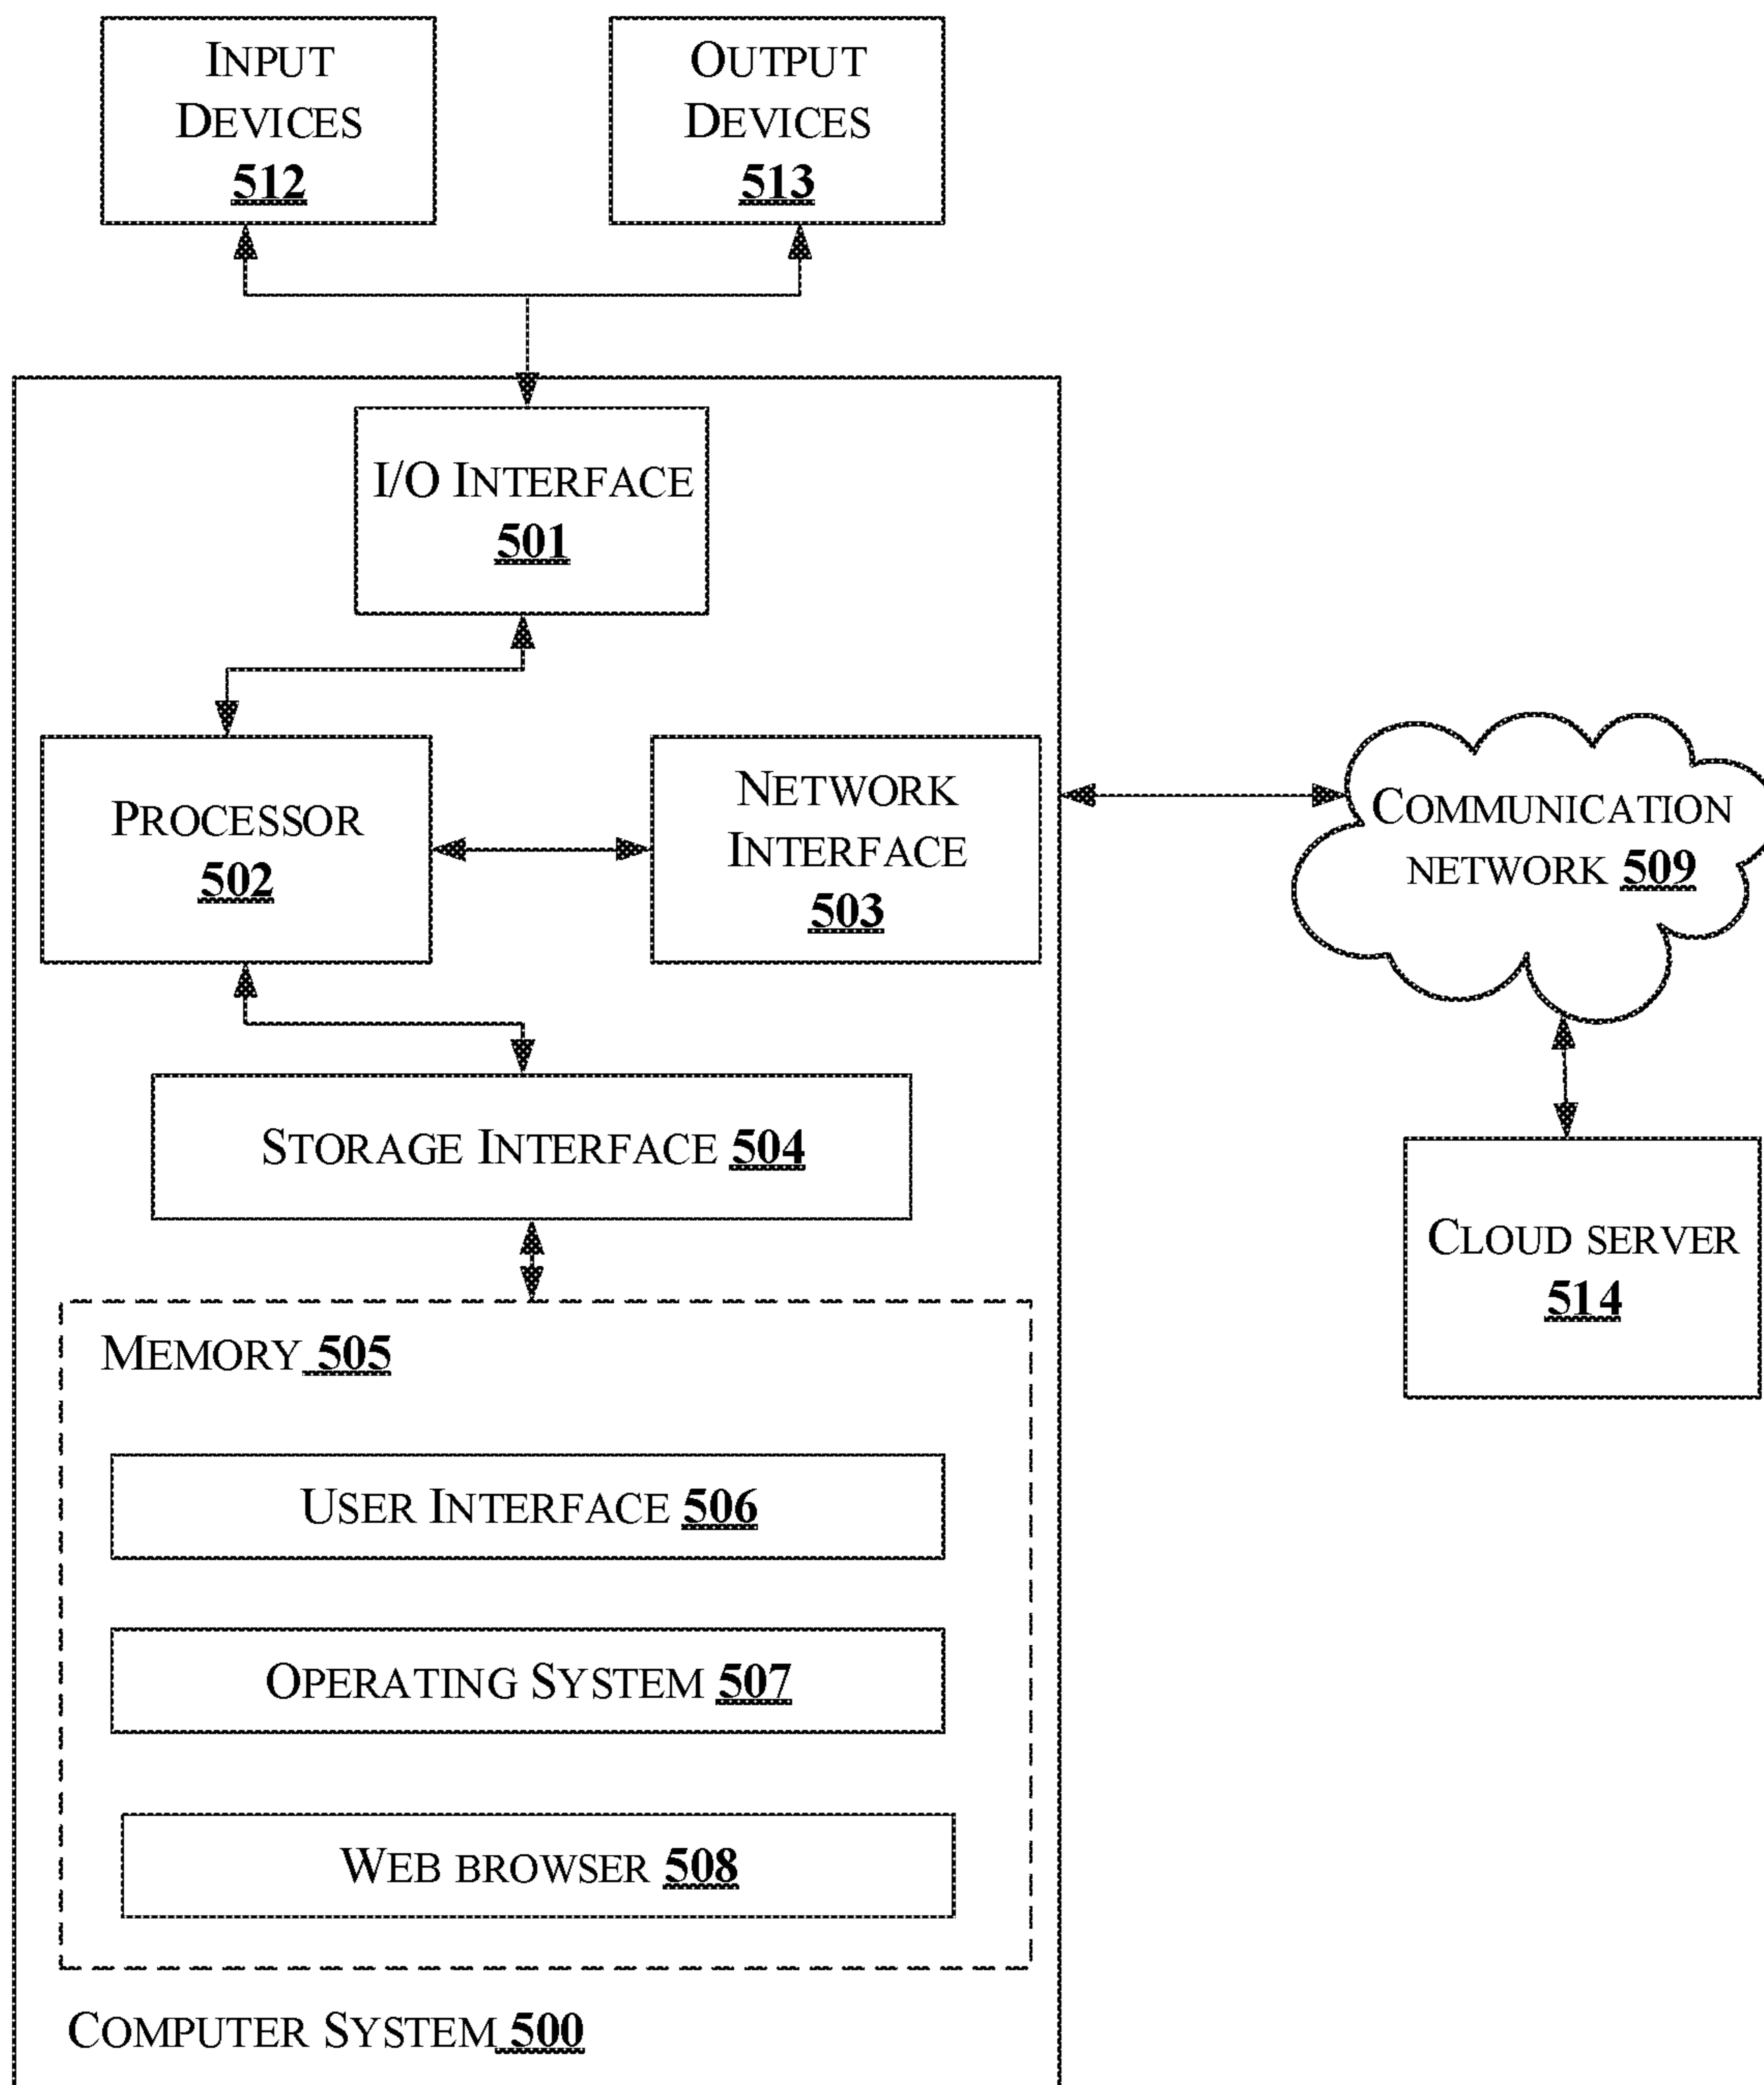 INPUT
DEVICES
512
OUTPUT
DEVICES
513
I/O INTERFACE
501
PROCESSOR
502
NETWORK
INTERFACE
503
COMMUNICATION
NETWORK 509
STORAGE INTERFACE 504
CLOUD SERVER
514
MEMORY 505
USER INTERFACE 506
OPERATING SYSTEM 507
WEB BROWSER 508
COMPUTER SYSTEM 500